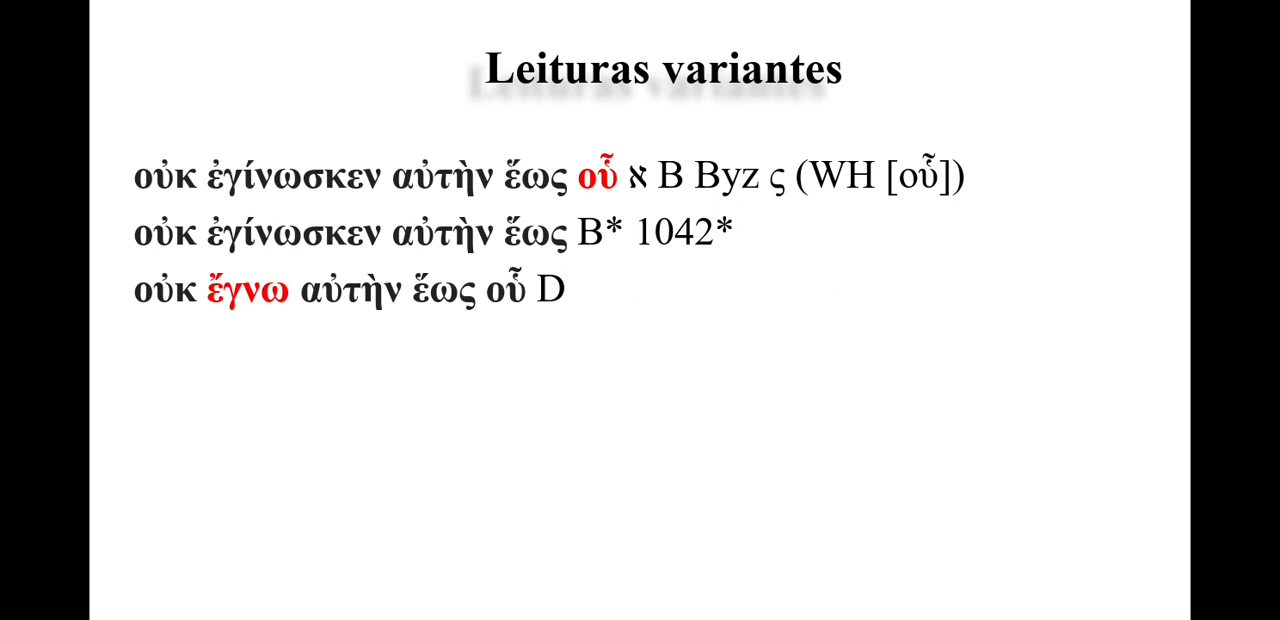 Leituras variantes
οὐκ ἐγίνωσκεν αὐτὴν ἕως οὗ א B Byz ς (WH [οὗ])
οὐκ ἐγίνωσκεν αὐτὴν ἕως B* 1042*
οὐκ ἔγνω αὐτὴν ἕως οὗ D